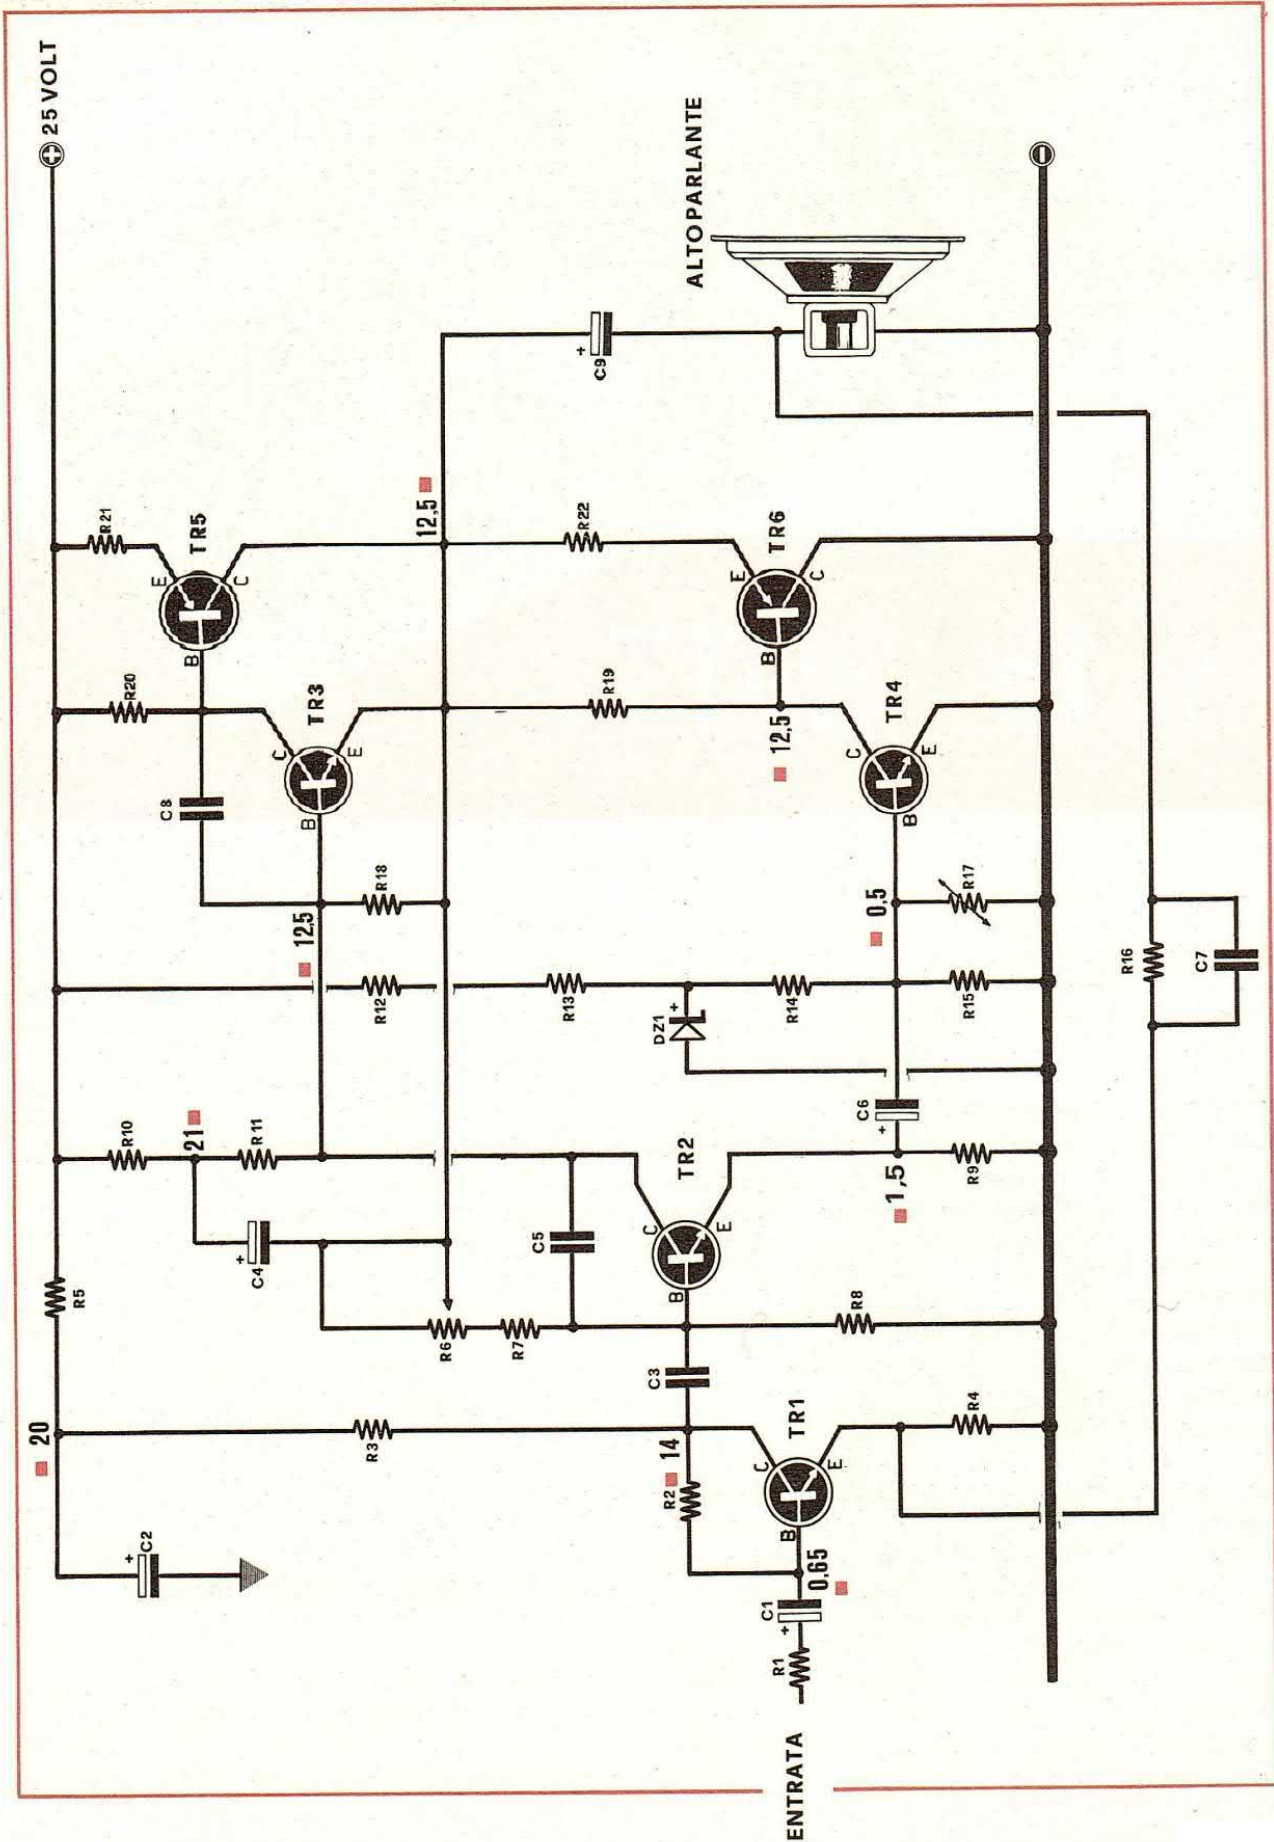 25 VOLT
R21
E
TR5
C
B
R20
C8
C
TR3
E
B
12,5
R18
12,5
R19
R22
E
TR6
C
B
12,5
C
TR4
E
B
R17
0,5
R12
R13
DZ1
+
R14
R15
C9
+
ALTOPARLANTE
R10
21
R11
C4
+
R5
R6
R7
C5
C
TR2
E
B
C6
+
1,5
R9
R8
C3
20
R3
R2
14
C
TR1
E
B
R4
C2
+
0,65
C1
+
R1
ENTRATA
R16
C7